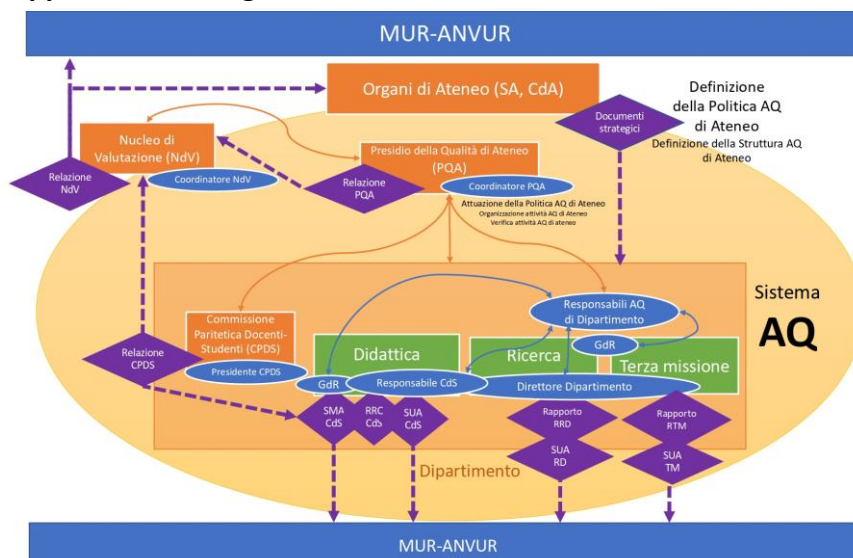 MUR-ANVUR
Organi di Ateneo (SA, CdA)
Documenti
strategici
Definizione
della Politica AQ
di Ateneo
Definizione della Struttura AQ
di Ateneo
Nucleo di
Valutazione (NdV)
Coordinatore NdV
Relazione
NdV
Presidio della Qualità di Ateneo
(PQA)
Coordinatore PQA
Relazione
PQA
Attuazione della Politica AQ di Ateneo
Organizzazione attività AQ di Ateneo
Verifica attività AQ di ateneo
Sistema
AQ
Responsabili AQ
di Dipartimento
Commissione
Paritetica Docenti-
Studenti (CPDS)
Presidente CPDS
Relazione
CPDS
Didattica
GdR
Responsabile CdS
Ricerca
GdR
Terza missione
Direttore Dipartimento
SMA
CdS
RRC
CdS
SUA
CdS
Rapporto
RRD
SUA
RD
Rapporto
RTM
SUA
TM
Dipartimento
MUR-ANVUR